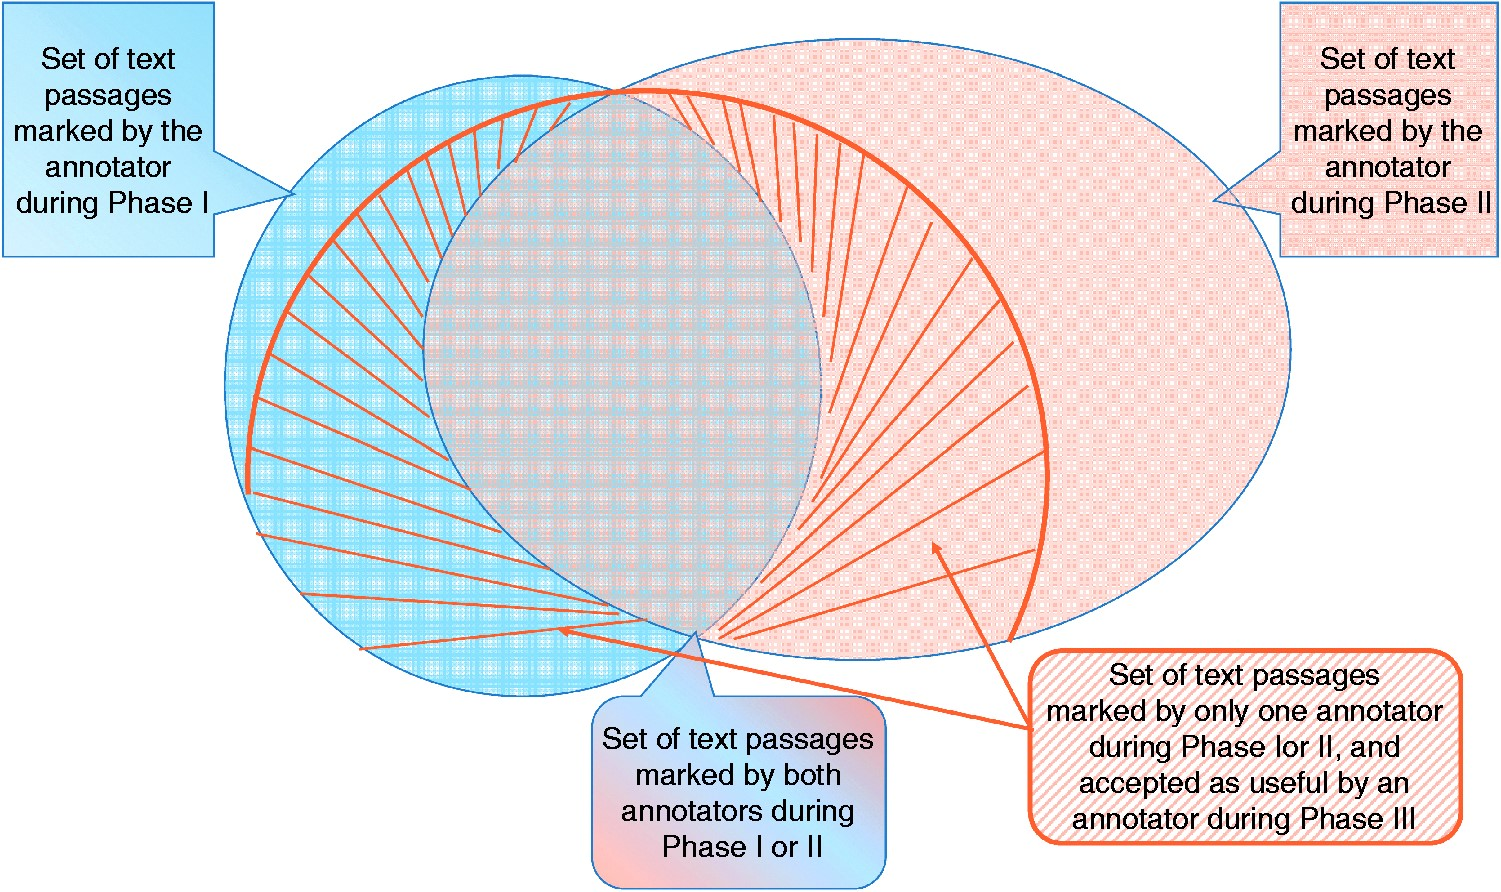 Set of text
passages
marked by the
annotator
during Phase I
Set of text
passages
marked by the
annotator
during Phase II
Set of text passages
marked by both
annotators during
Phase I or II
Set of text passages
marked by only one annotator
during Phase Ior II, and
accepted as useful by an
annotator during Phase III